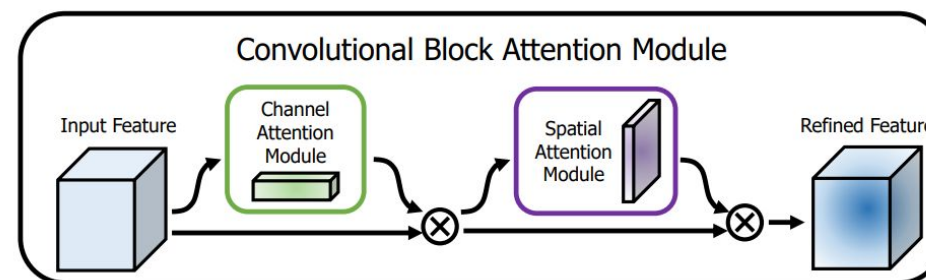 Convolutional Block Attention Module
Input Feature
Channel
Attention
Module
Spatial
Attention
Module
Refined Feature